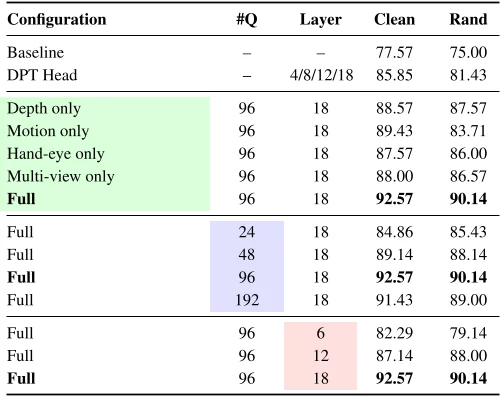 Configuration #Q Layer Clean Rand
Baseline – – 77.57 75.00
DPT Head – 4/8/12/18 85.85 81.43
Depth only 96 18 88.57 87.57
Motion only 96 18 89.43 83.71
Hand-eye only 96 18 87.57 86.00
Multi-view only 96 18 88.00 86.57
Full 96 18 92.57 90.14
Full 24 18 84.86 85.43
Full 48 18 89.14 88.14
Full 96 18 92.57 90.14
Full 192 18 91.43 89.00
Full 96 6 82.29 79.14
Full 96 12 87.14 88.00
Full 96 18 92.57 90.14